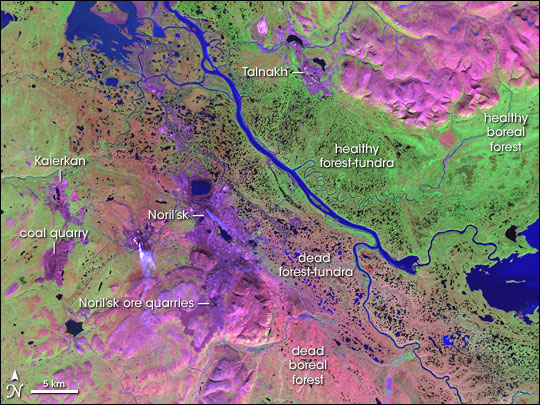 Talnakh
healthy
boreal
forest
healthy
forest-tundra
Kaierkan
Noril'sk
coal quarry
dead
forest-tundra
Noril'sk ore quarries
dead
boreal
forest
N
5 km